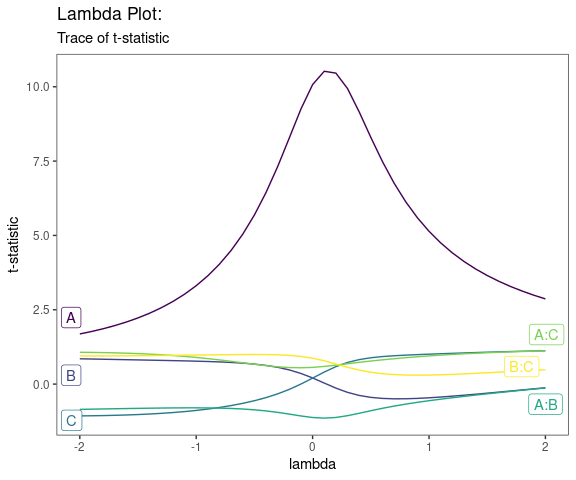 Lambda Plot:
Trace of t-statistic
10.0
7.5
5.0
2.5
0.0
t-statistic
A
B
C
A:C
B:C
A:B
-2
-1
0
1
2
lambda